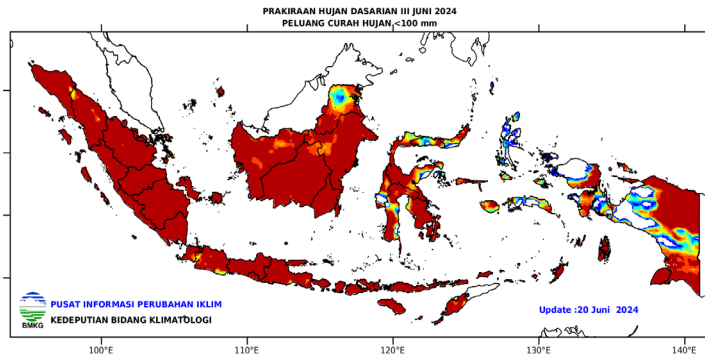 PRAKIRAAN HUJAN DASARIAN III JUNI 2024
PELUANG CURAH HUJAN <100 mm
PUSAT INFORMASI PERUBAHAN IKLIM
KEDEPUTIAN BIDANG KLIMATOLOGI
BMKG
Update :20 Juni 2024
100°E 110°E 120°E 130°E 140°E